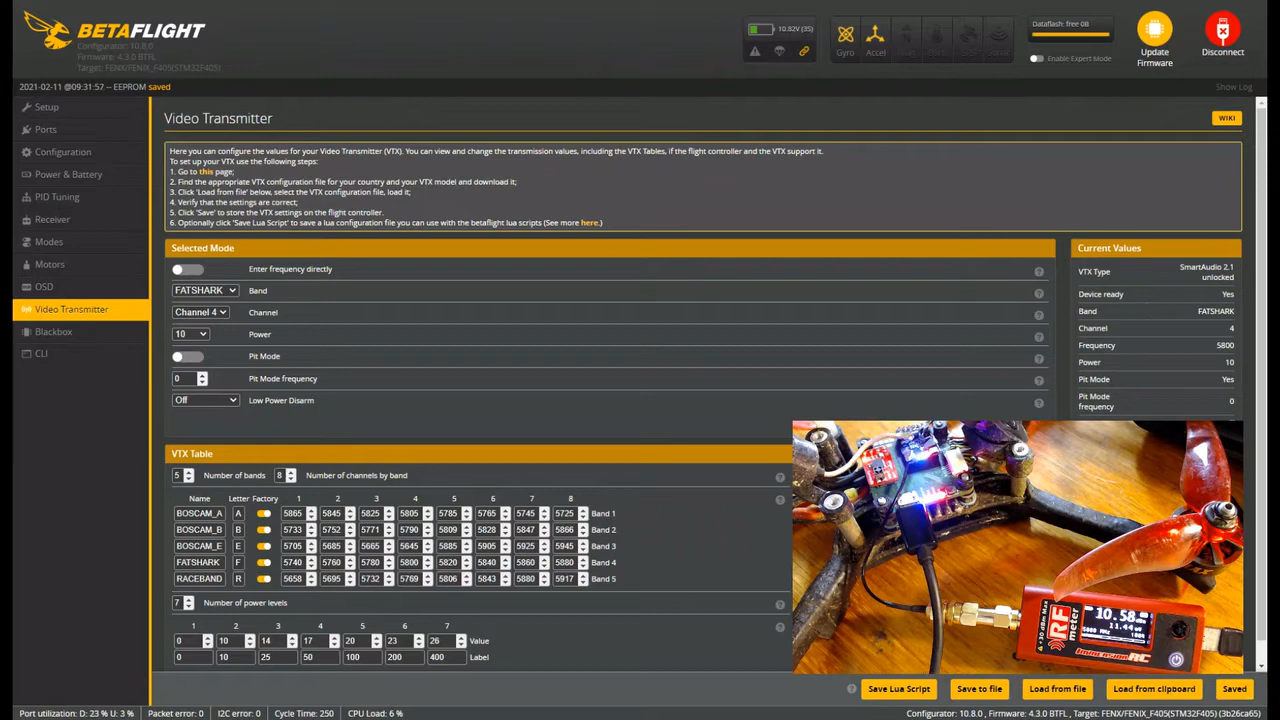 BETAFLIGHT
Configurator: 10.8.0
Firmware: 4.3.0 BTFL
Target: FENX/FENIX_F405(STM32F405)
10.82V (3S)
Gyro
Accel
Dataflash: free 0B
Enable Expert Mode
Update Firmware
Disconnect
2021-02-11 @09:31:57 -- EEPROM saved
Show Log
Setup
Ports
Configuration
Power & Battery
PID Tuning
Receiver
Modes
Motors
OSD
Video Transmitter
Blackbox
CLI
Video Transmitter
WIKI
Here you can configure the values for your Video Transmitter (VTX). You can view and change the transmission values, including the VTX Tables, if the flight controller and the VTX support it.
To set up your VTX use the following steps:
1. Go to this page;
2. Find the appropriate VTX configuration file for your country and your VTX model and download it;
3. Click 'Load from file' below, select the VTX configuration file, load it;
4. Verify that the settings are correct;
5. Click 'Save' to store the VTX settings on the flight controller.
6. Optionally click 'Save Lua Script' to save a lua configuration file you can use with the betaflight lua scripts (See more here.)
Selected Mode
Enter frequency directly
FATSHARK Band
Channel 4 Channel
10 Power
Pit Mode
0 Pit Mode frequency
Off Low Power Disarm
Current Values
VTX Type SmartAudio 2.1 unlocked
Device ready Yes
Band FATSHARK
Channel 4
Frequency 5800
Power 10
Pit Mode Yes
Pit Mode frequency 0
VTX Table
5 Number of bands 8 Number of channels by band
Name Letter Factory 1 2 3 4 5 6 7 8
BOSCAM_A A 5865 5845 5825 5805 5785 5765 5745 5725 Band 1
BOSCAM_B B 5733 5752 5771 5790 5809 5828 5847 5866 Band 2
BOSCAM_E E 5705 5685 5665 5645 5885 5905 5925 5945 Band 3
FATSHARK F 5740 5760 5780 5800 5820 5840 5860 5880 Band 4
RACEBAND R 5658 5695 5732 5769 5806 5843 5880 5917 Band 5
7 Number of power levels
1 2 3 4 5 6 7
0 10 14 17 20 23 26 Value
0 10 25 50 100 200 400 Label
+30 dBm Max
RF meter
10.58
5800 MHz
IMMERSIONRC
Save Lua Script
Save to file
Load from file
Load from clipboard
Saved
Port utilization: D: 23 % U: 3 %
Packet error: 0
I2C error: 0
Cycle Time: 250
CPU Load: 6 %
Configurator: 10.8.0 , Firmware: 4.3.0 BTFL, Target: FENX/FENIX_F405(STM32F405) (3b26ca65)